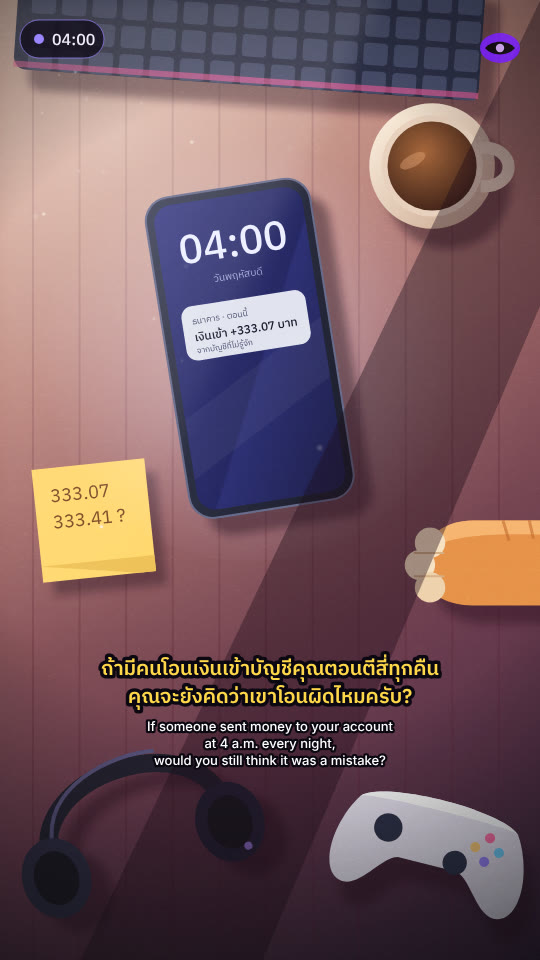 04:00
04:00
วันพฤหัสบดี
ธนาคาร · ตอนนี้
เงินเข้า +333.07 บาท
จากบัญชีที่ไม่รู้จัก
333.07
333.41 ?
ถ้ามีคนโอนเงินเข้าบัญชีคุณตอนตีสี่ทุกคืน
คุณจะยังคิดว่าเขาโอนผิดไหมครับ?
If someone sent money to your account
at 4 a.m. every night,
would you still think it was a mistake?